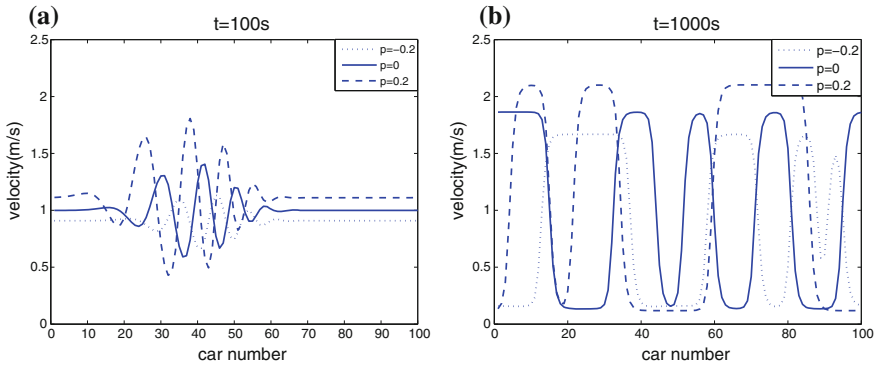 (a)
t=100s
velocity(m/s)
2.5
2
1.5
1
0.5
0
0 10 20 30 40 50 60 70 80 90 100
car number
p=−0.2
p=0
p=0.2
(b)
t=1000s
velocity(m/s)
2.5
2
1.5
1
0.5
0
0 20 40 60 80 100
car number
p=−0.2
p=0
p=0.2